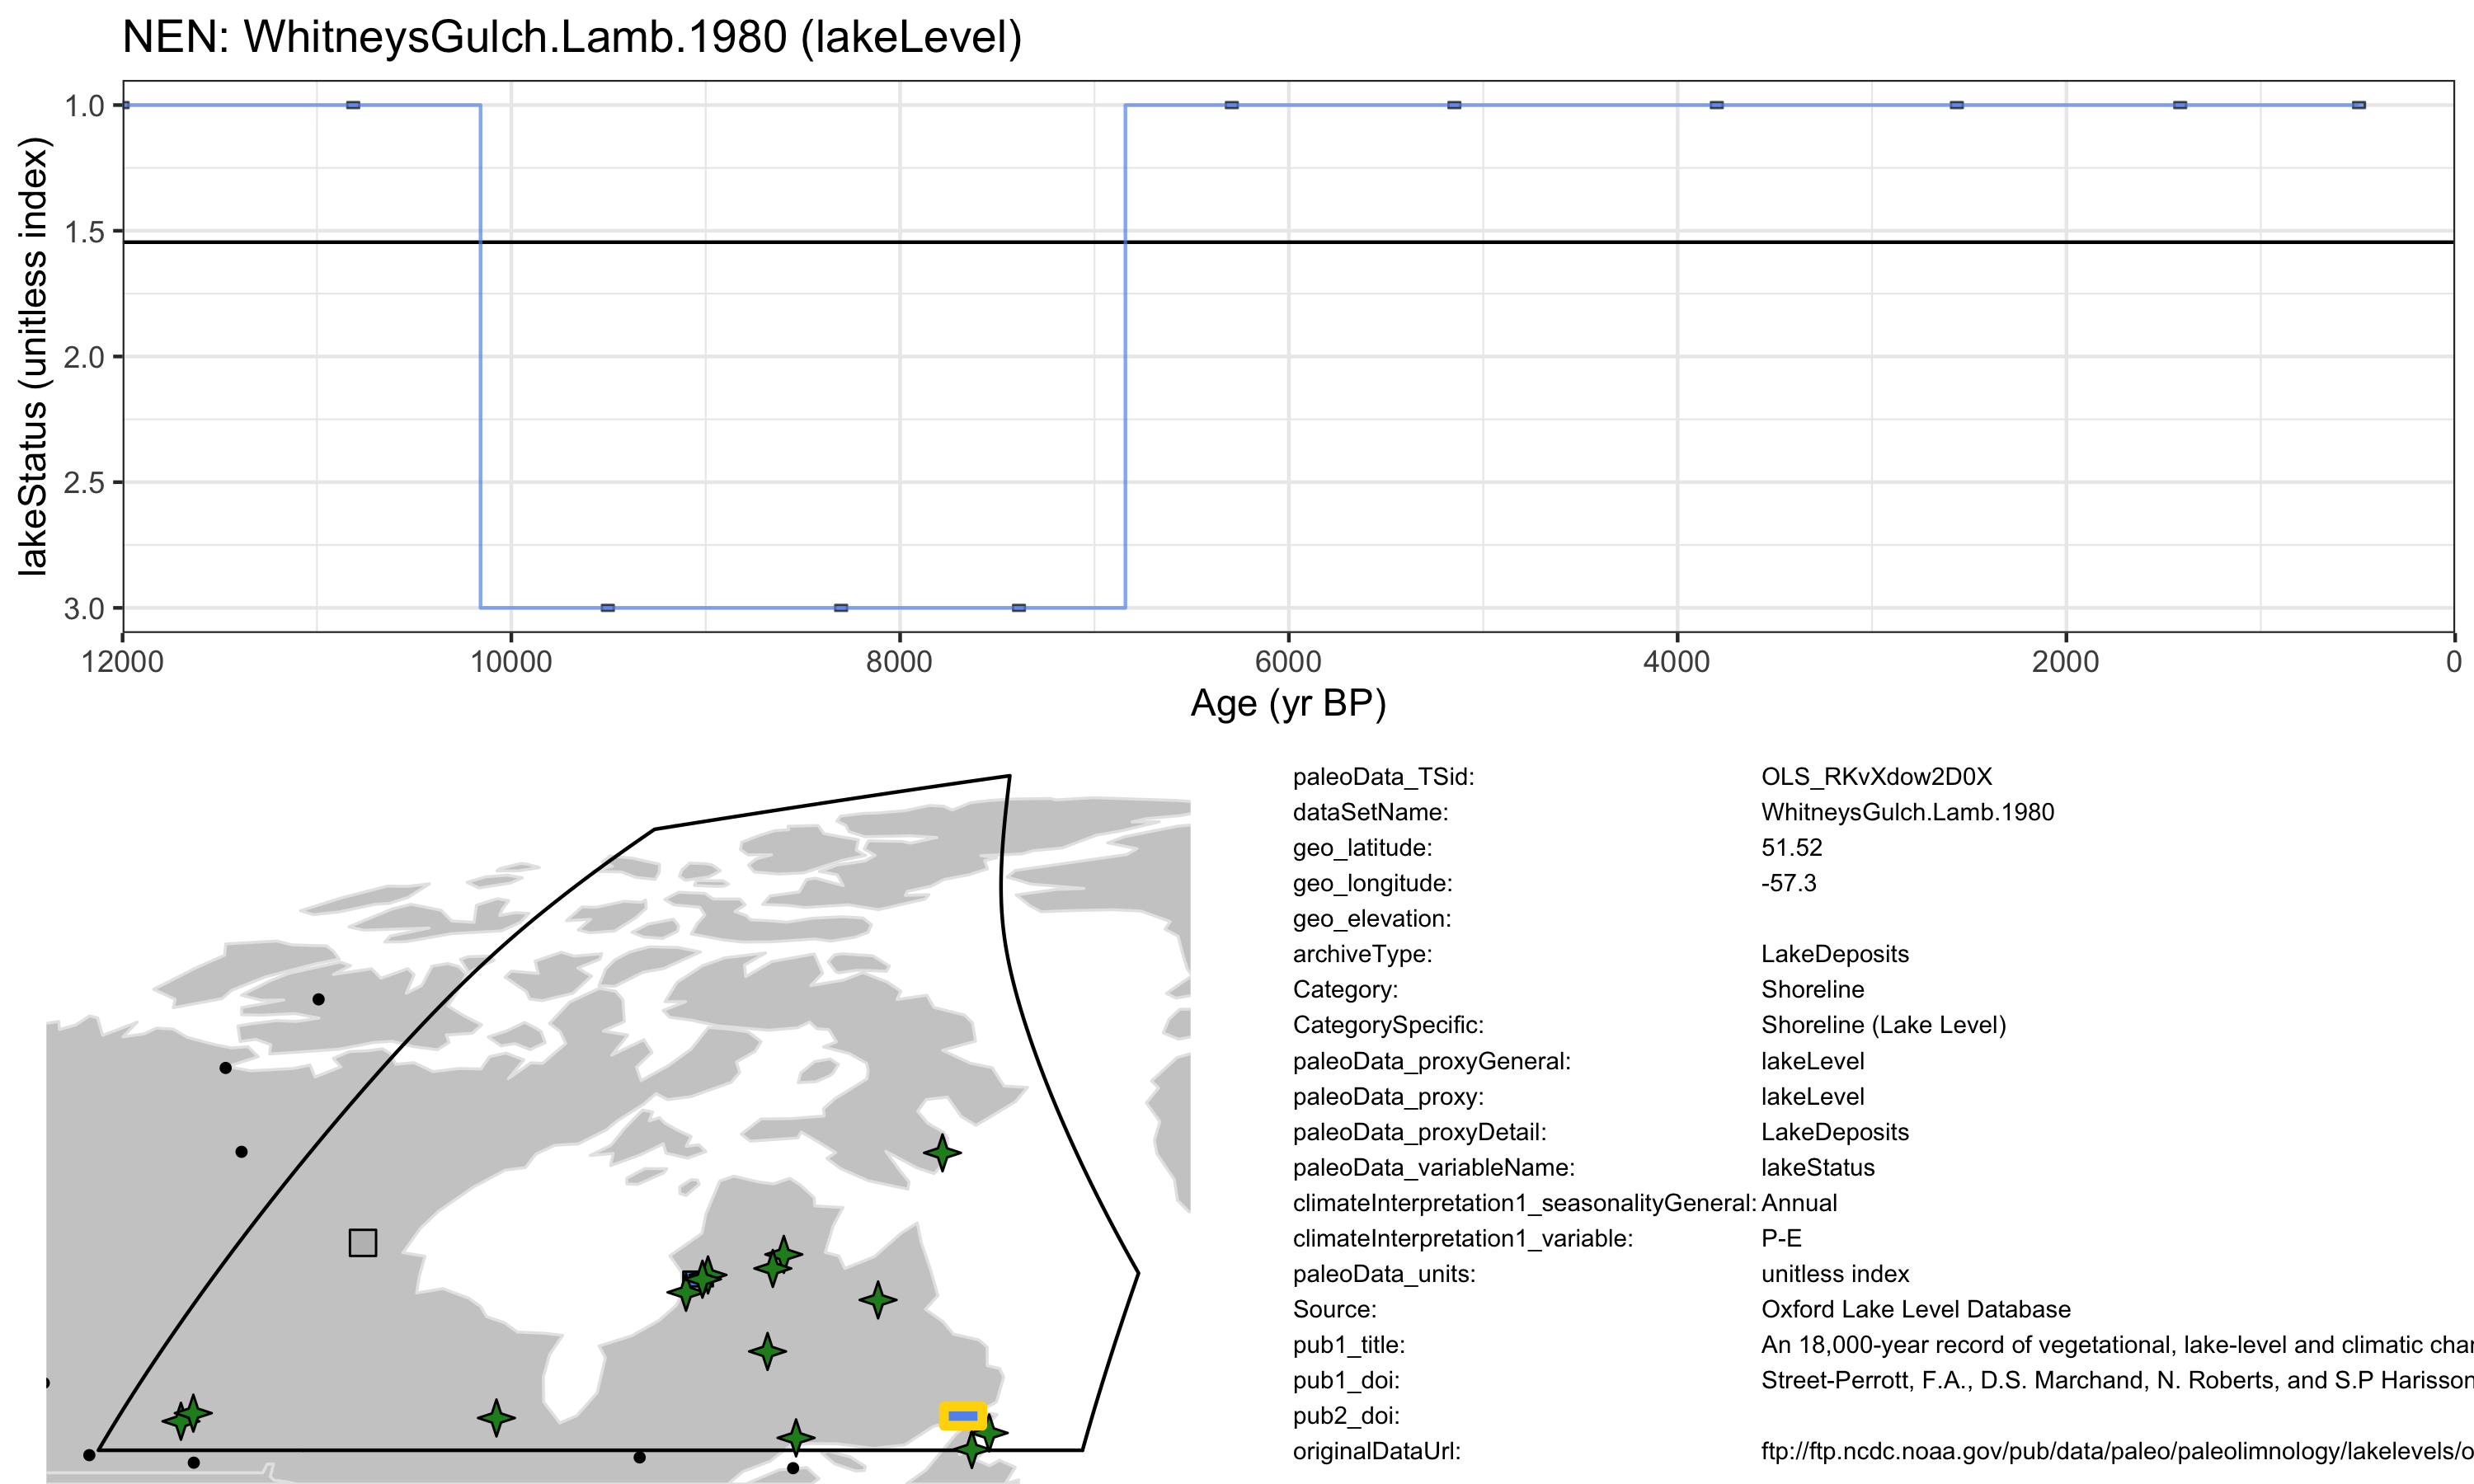 NEN: WhitneysGulch.Lamb.1980 (lakeLevel)
lakeStatus (unitless index)
1.0
1.5
2.0
2.5
3.0
12000 10000 8000 6000 4000 2000 0
Age (yr BP)
paleoData_TSid: OLS_RKvXdow2D0X
dataSetName: WhitneysGulch.Lamb.1980
geo_latitude: 51.52
geo_longitude: -57.3
geo_elevation:
archiveType: LakeDeposits
Category: Shoreline
CategorySpecific: Shoreline (Lake Level)
paleoData_proxyGeneral: lakeLevel
paleoData_proxy: lakeLevel
paleoData_proxyDetail: LakeDeposits
paleoData_variableName: lakeStatus
climateInterpretation1_seasonalityGeneral: Annual
climateInterpretation1_variable: P-E
paleoData_units: unitless index
Source: Oxford Lake Level Database
pub1_title: An 18,000-year record of vegetational, lake-level and climatic
pub1_doi: Street-Perrott, F.A., D.S. Marchand, N. Roberts, and S.P Harisson
pub2_doi:
originalDataUrl: ftp://ftp.ncdc.noaa.gov/pub/data/paleo/paleolimnology/lakelevels/